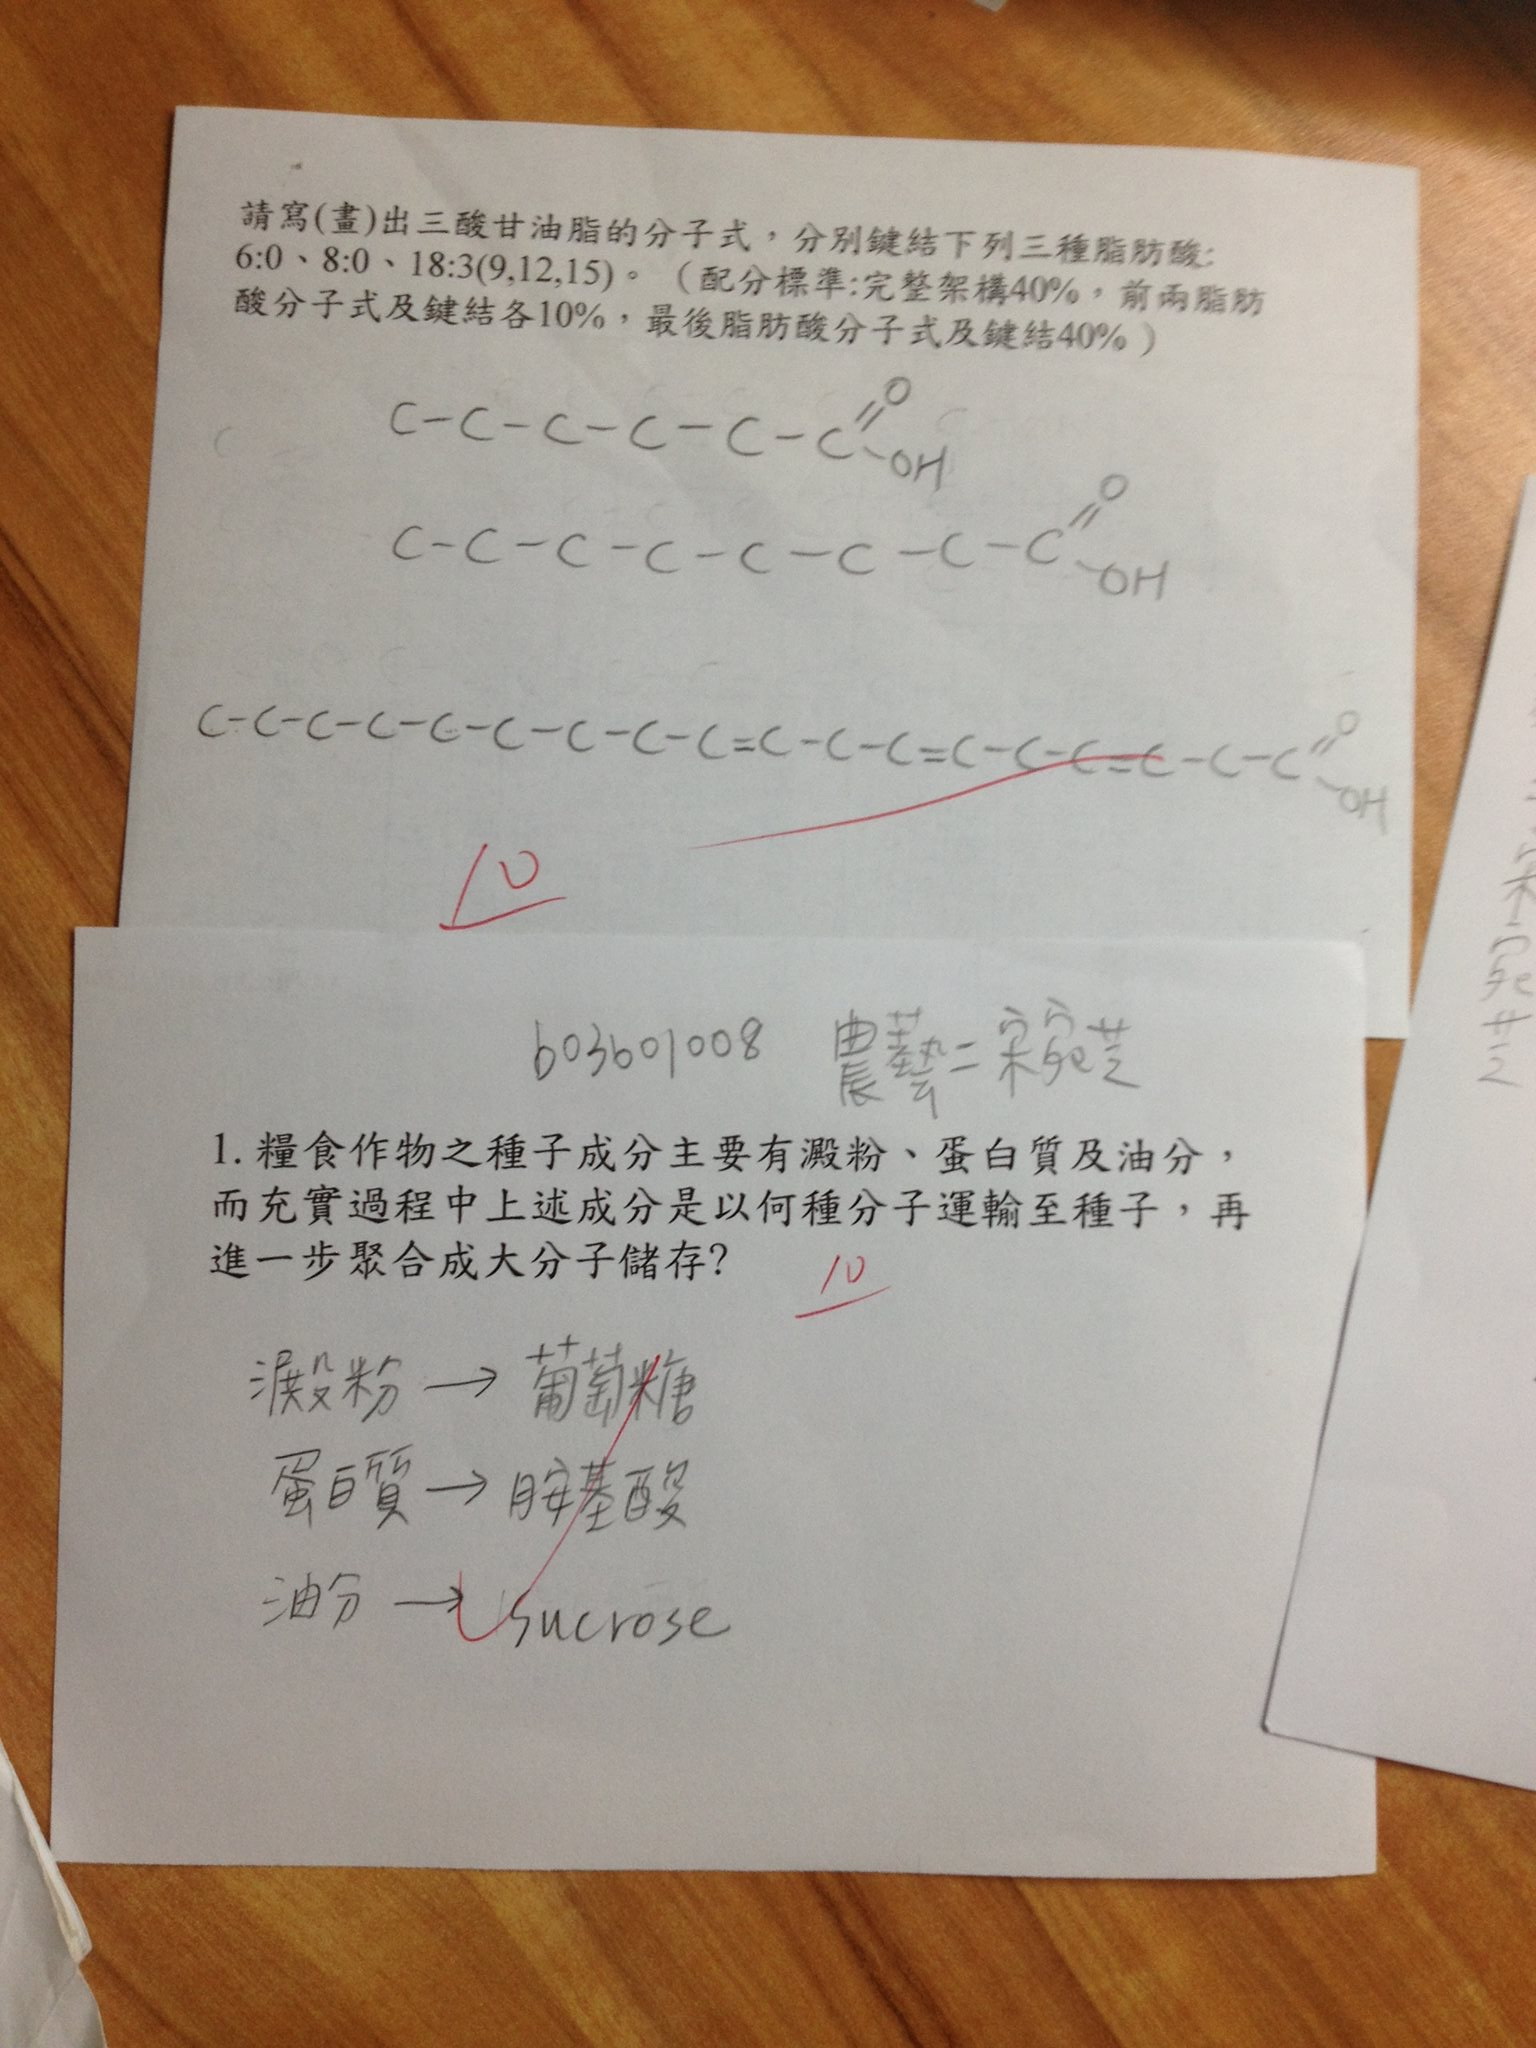 請寫(畫)出三酸甘油脂的分子式，分別鍵結下列三種脂肪酸:
6:0、8:0、18:3(9,12,15)。（配分標準:完整架構40%，前兩脂肪
酸分子式及鍵結各10%，最後脂肪酸分子式及鍵結40%）
C-C-C-C-C-C=O
OH
C-C-C-C-C-C-C-C=O
OH
C-C-C-C-C-C-C-C-C=C-C-C=C-C-C=C-C-C=O
OH
10
b03b01008 農藝二 宋宛芝
1. 糧食作物之種子成分主要有澱粉、蛋白質及油分，
而充實過程中上述成分是以何種分子運輸至種子，再
進一步聚合成大分子儲存?
10
澱粉 → 葡萄糖
蛋白質 → 胺基酸
油分 → sucrose
宋宛芝